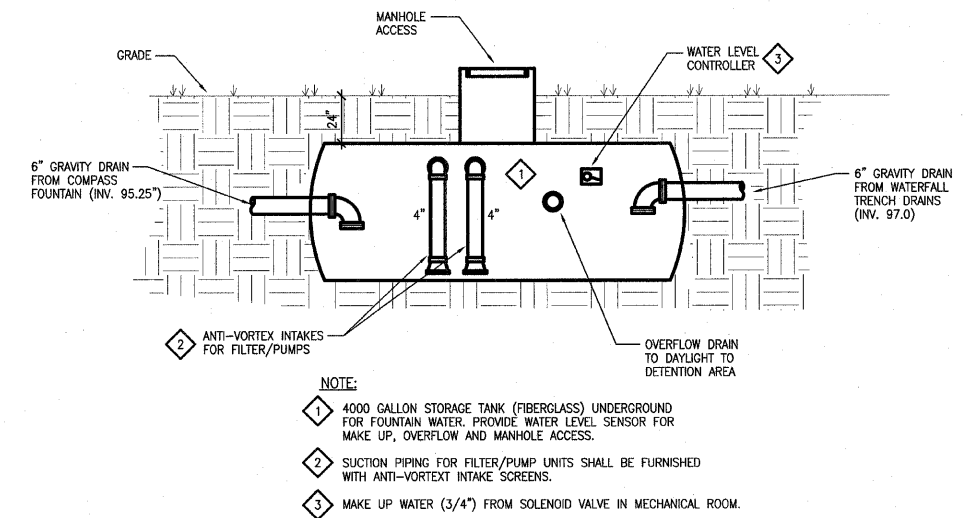 MANHOLE
ACCESS
GRADE
WATER LEVEL
CONTROLLER
3
24"
1
6" GRAVITY DRAIN
FROM COMPASS
FOUNTAIN (INV. 95.25")
4"
4"
6" GRAVITY DRAIN
FROM WATERFALL
TRENCH DRAINS
(INV. 97.0)
2
ANTI-VORTEX INTAKES
FOR FILTER/PUMPS
OVERFLOW DRAIN
TO DAYLIGHT TO
DETENTION AREA
NOTE:
1 4000 GALLON STORAGE TANK (FIBERGLASS) UNDERGROUND
FOR FOUNTAIN WATER. PROVIDE WATER LEVEL SENSOR FOR
MAKE UP, OVERFLOW AND MANHOLE ACCESS.
2 SUCTION PIPING FOR FILTER/PUMP UNITS SHALL BE FURNISHED
WITH ANTI-VORTEXT INTAKE SCREENS.
3 MAKE UP WATER (3/4") FROM SOLENOID VALVE IN MECHANICAL ROOM.